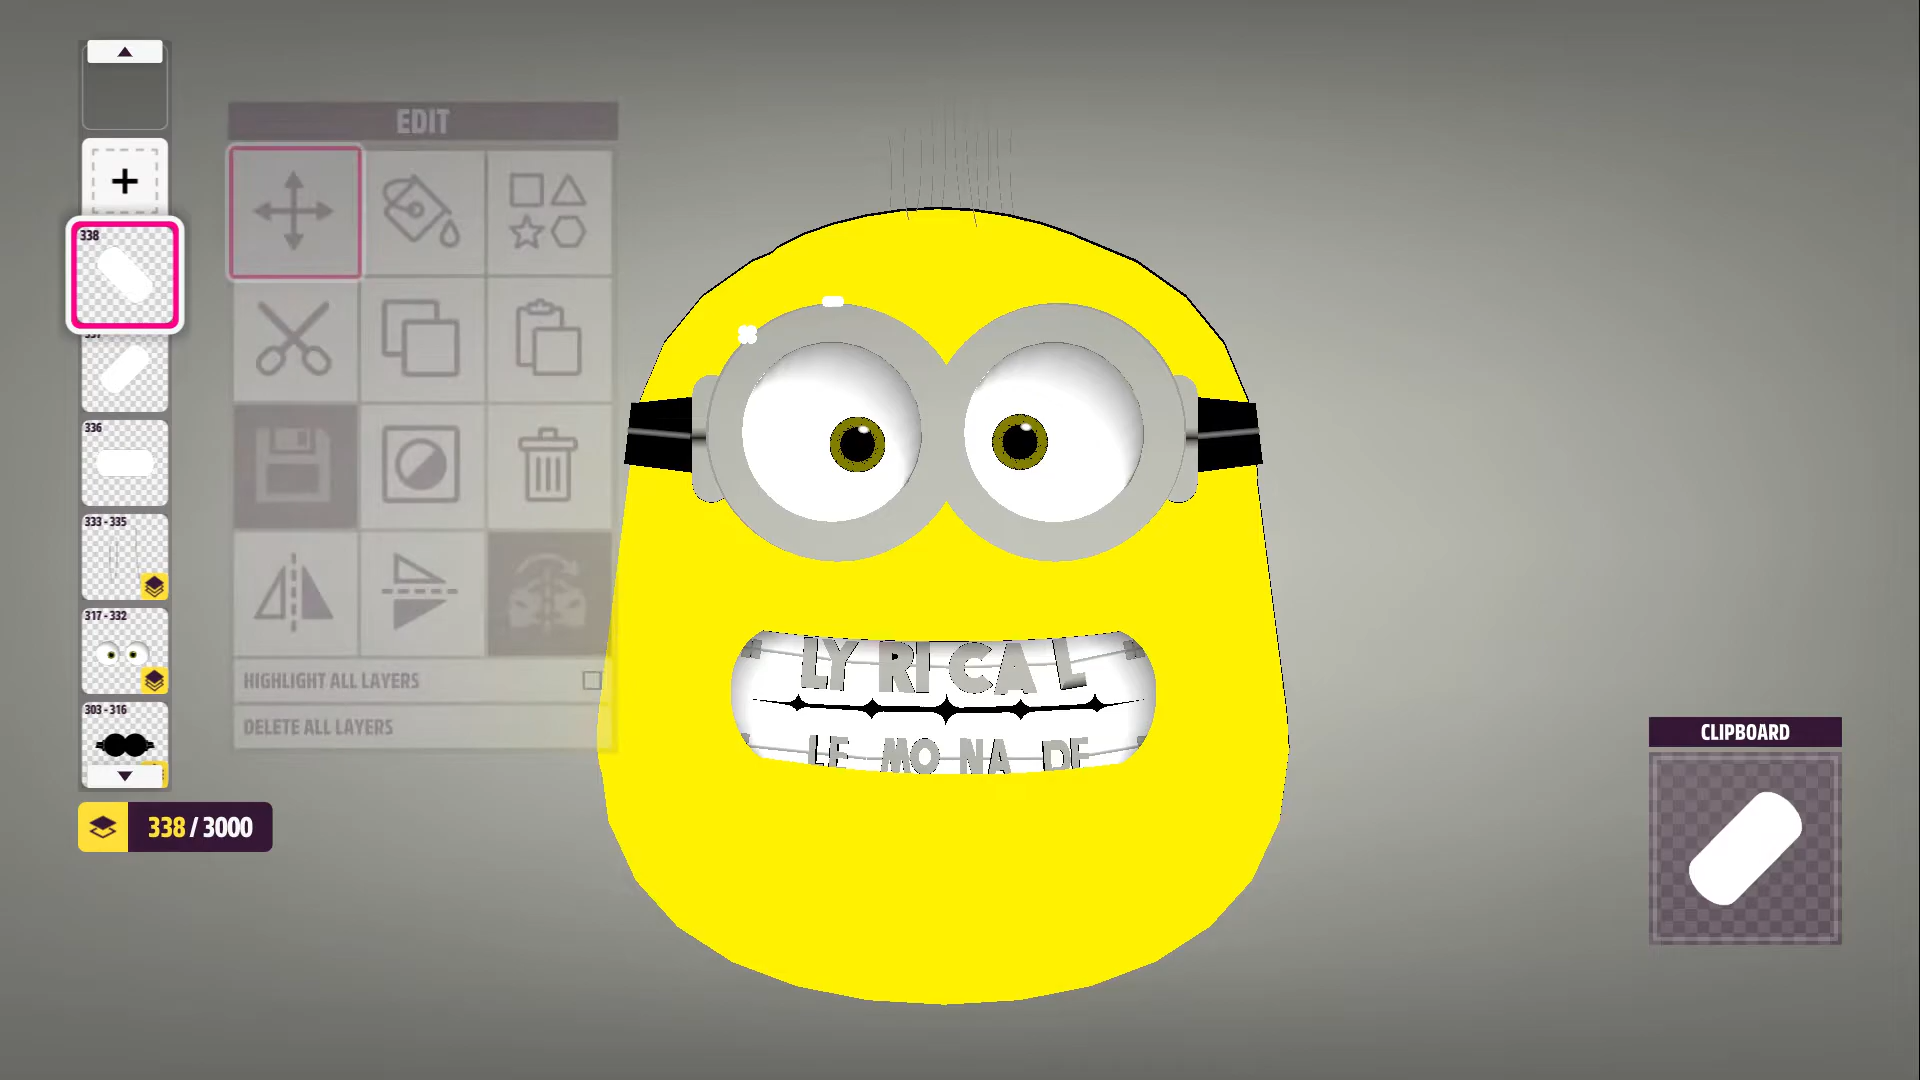 338
337
336
333 - 335
317 - 332
303 - 316
338 / 3000
EDIT
HIGHLIGHT ALL LAYERS
DELETE ALL LAYERS
LY RI CA L
LE MO NA DE
CLIPBOARD